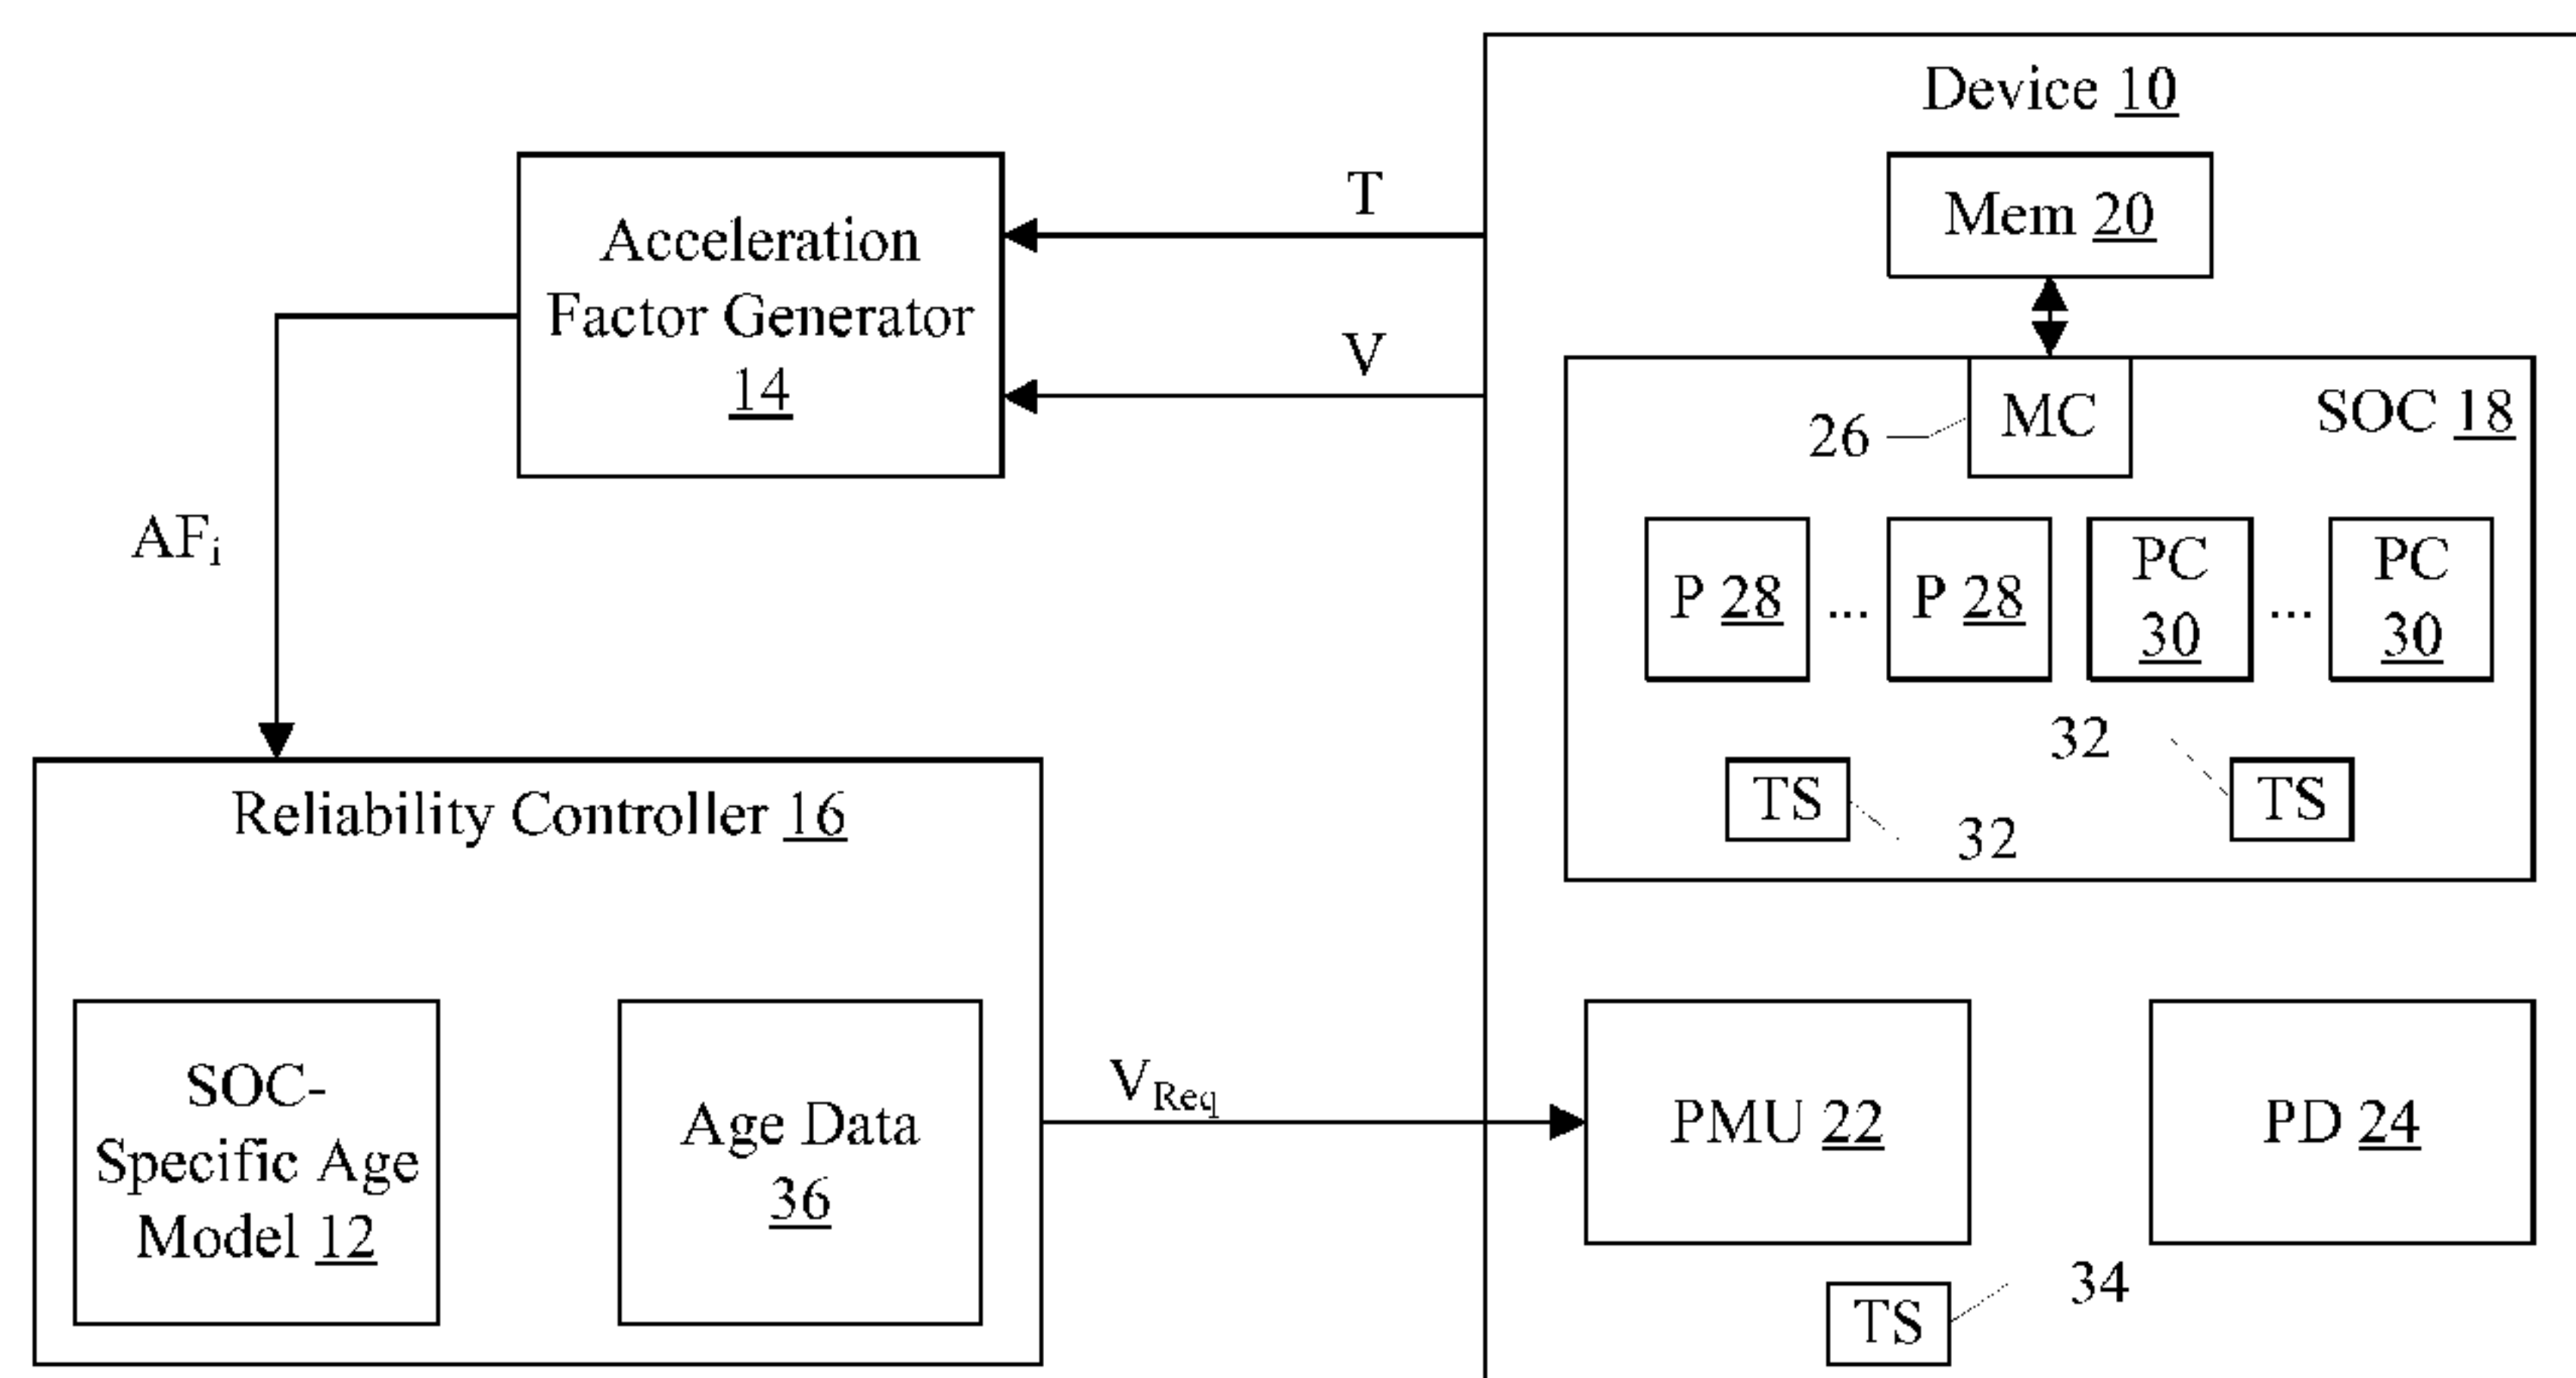 Device 10
Mem 20
T
Acceleration
Factor Generator
14
V
MC
SOC 18
26
AFi
P 28
...
P 28
PC
30
...
PC
30
32
TS
32
TS
Reliability Controller 16
SOC-
Specific Age
Model 12
Age Data
36
VReq
PMU 22
PD 24
34
TS